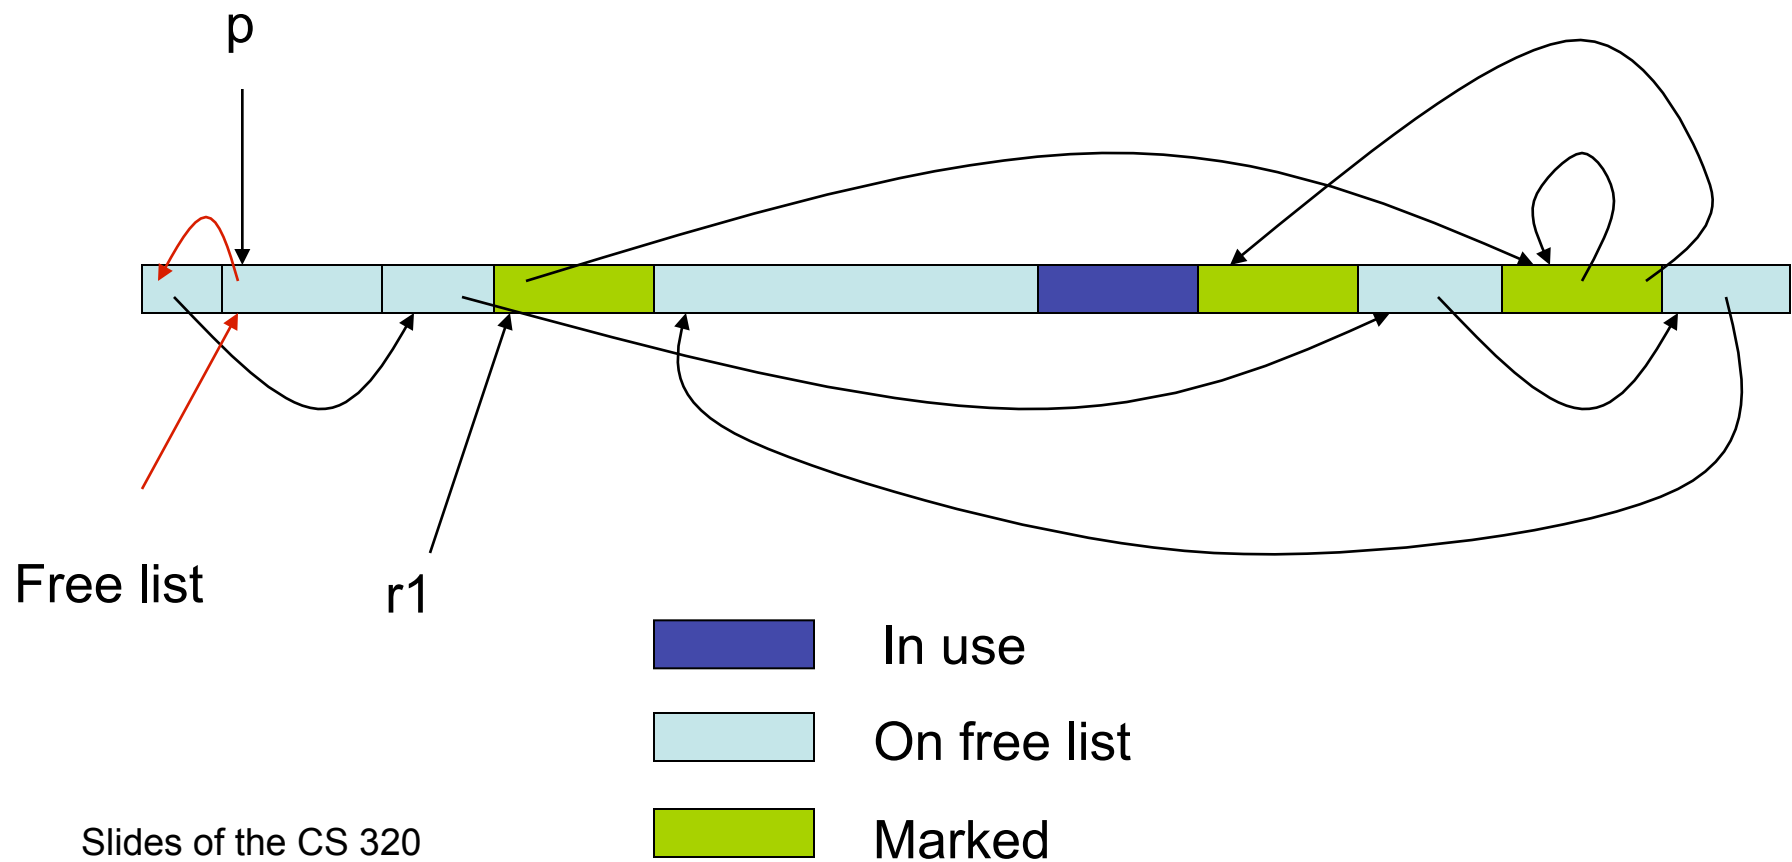 p
Free list
r1
In use
On free list
Marked
Slides of the CS 320